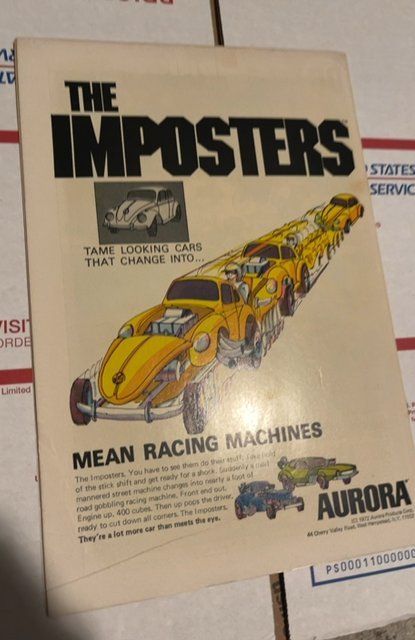 THE
IMPOSTERS
TAME LOOKING CARS
THAT CHANGE INTO...
MEAN RACING MACHINES
The Imposters. You have to see them do their stuff. Take hold
of the stick shift and get ready for a shock. Suddenly a mild
mannered street machine changes into nearly a foot of
road gobbling racing machine. Front end out.
Engine up. 400 cubes. Then up pops the driver,
ready to cut down all corners. The Imposters.
They're a lot more car than meets the eye.
AURORA
(C) 1972 Aurora Products Corp.
44 Cherry Valley Road, West Hempstead, N.Y. 11552
STATES
SERVIC
VISIT
ORDE
Limited
PS00011000000